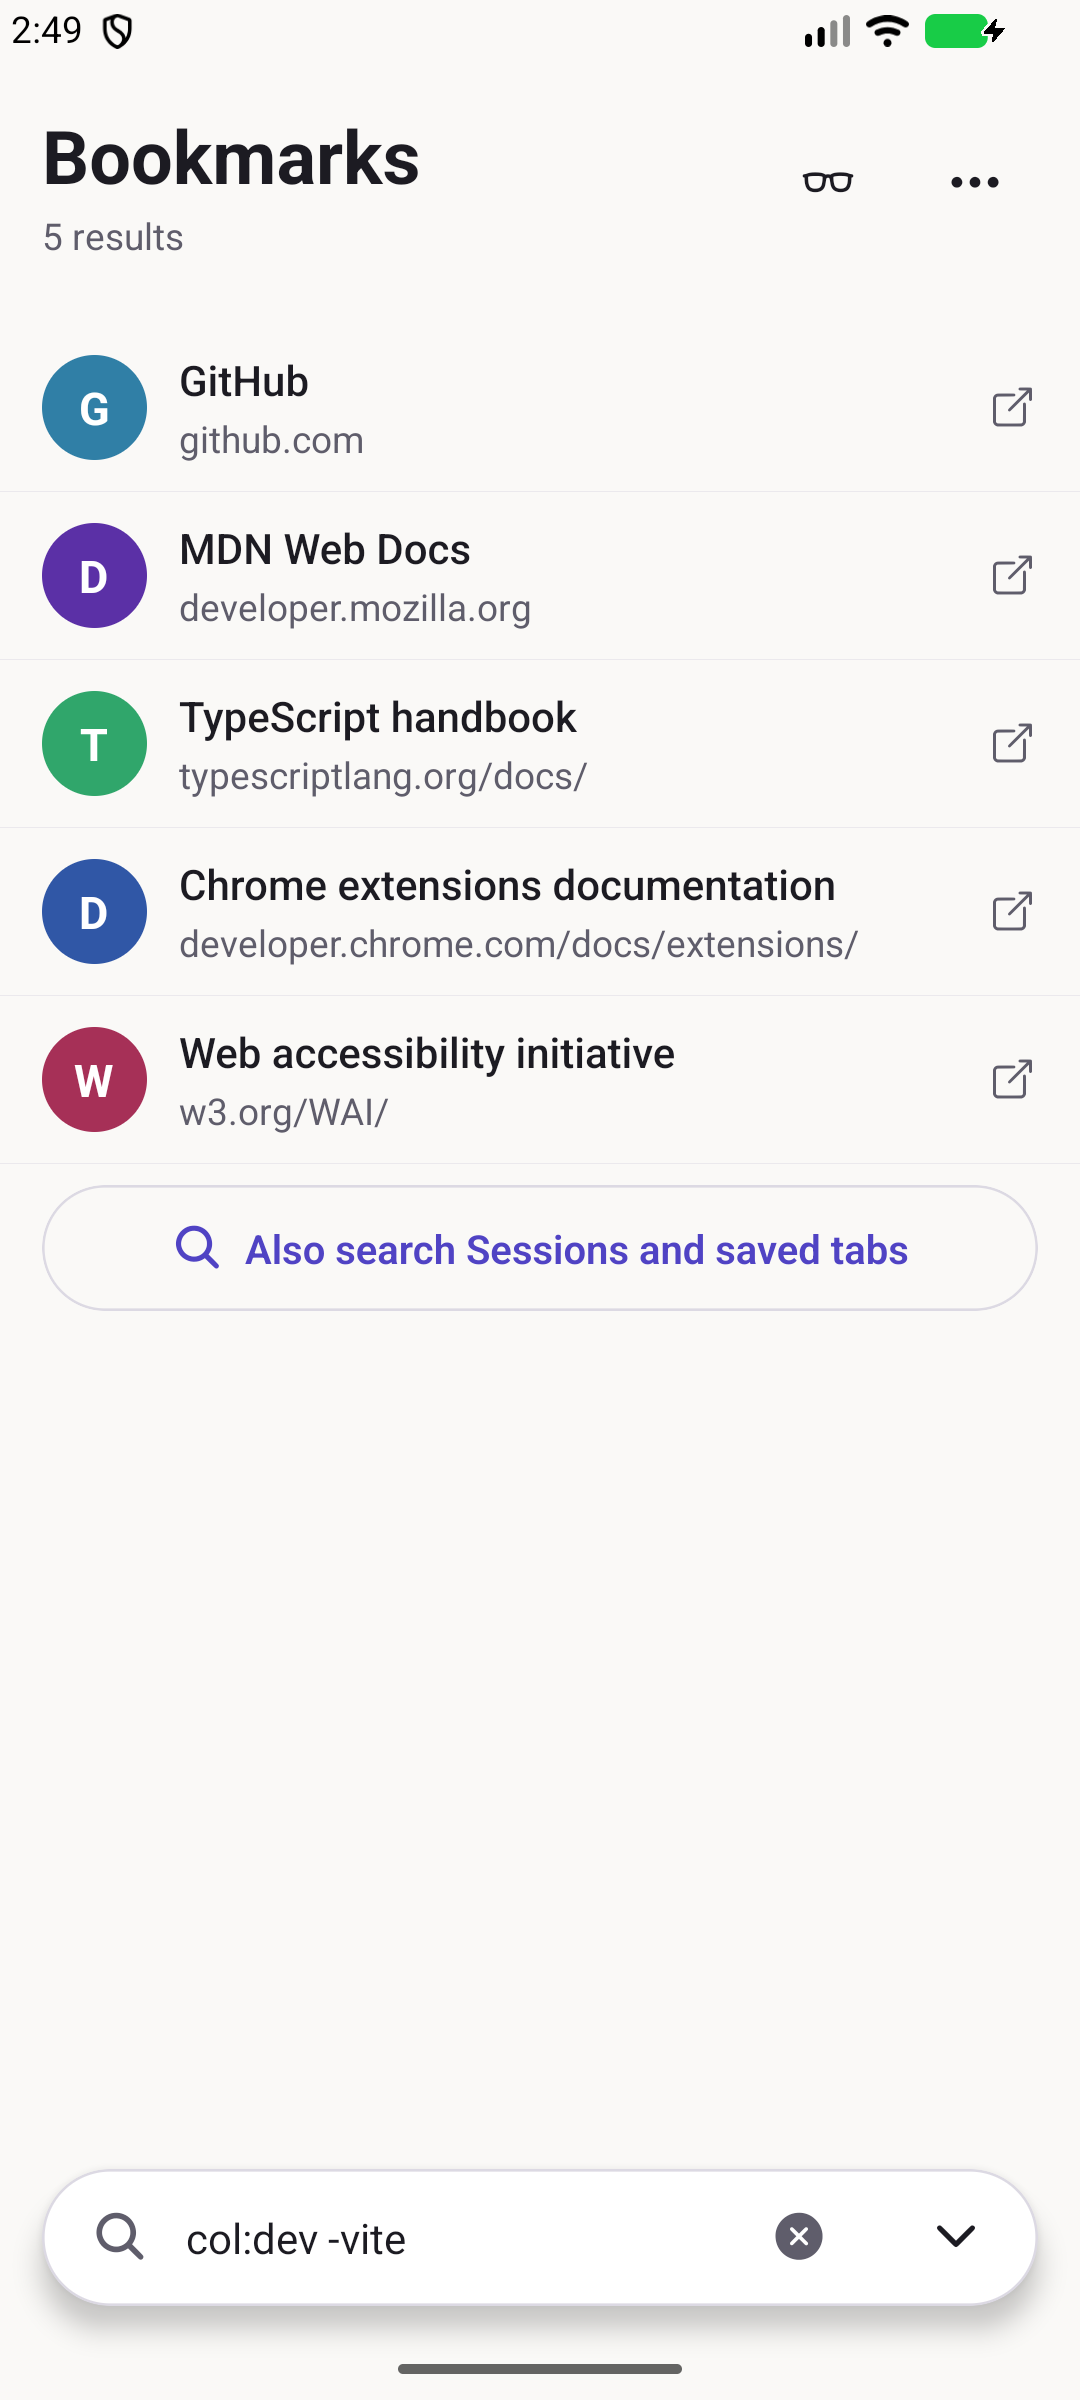 2:49
Bookmarks
5 results
G
GitHub
github.com
D
MDN Web Docs
developer.mozilla.org
T
TypeScript handbook
typescriptlang.org/docs/
D
Chrome extensions documentation
developer.chrome.com/docs/extensions/
W
Web accessibility initiative
w3.org/WAI/
Also search Sessions and saved tabs
col:dev -vite